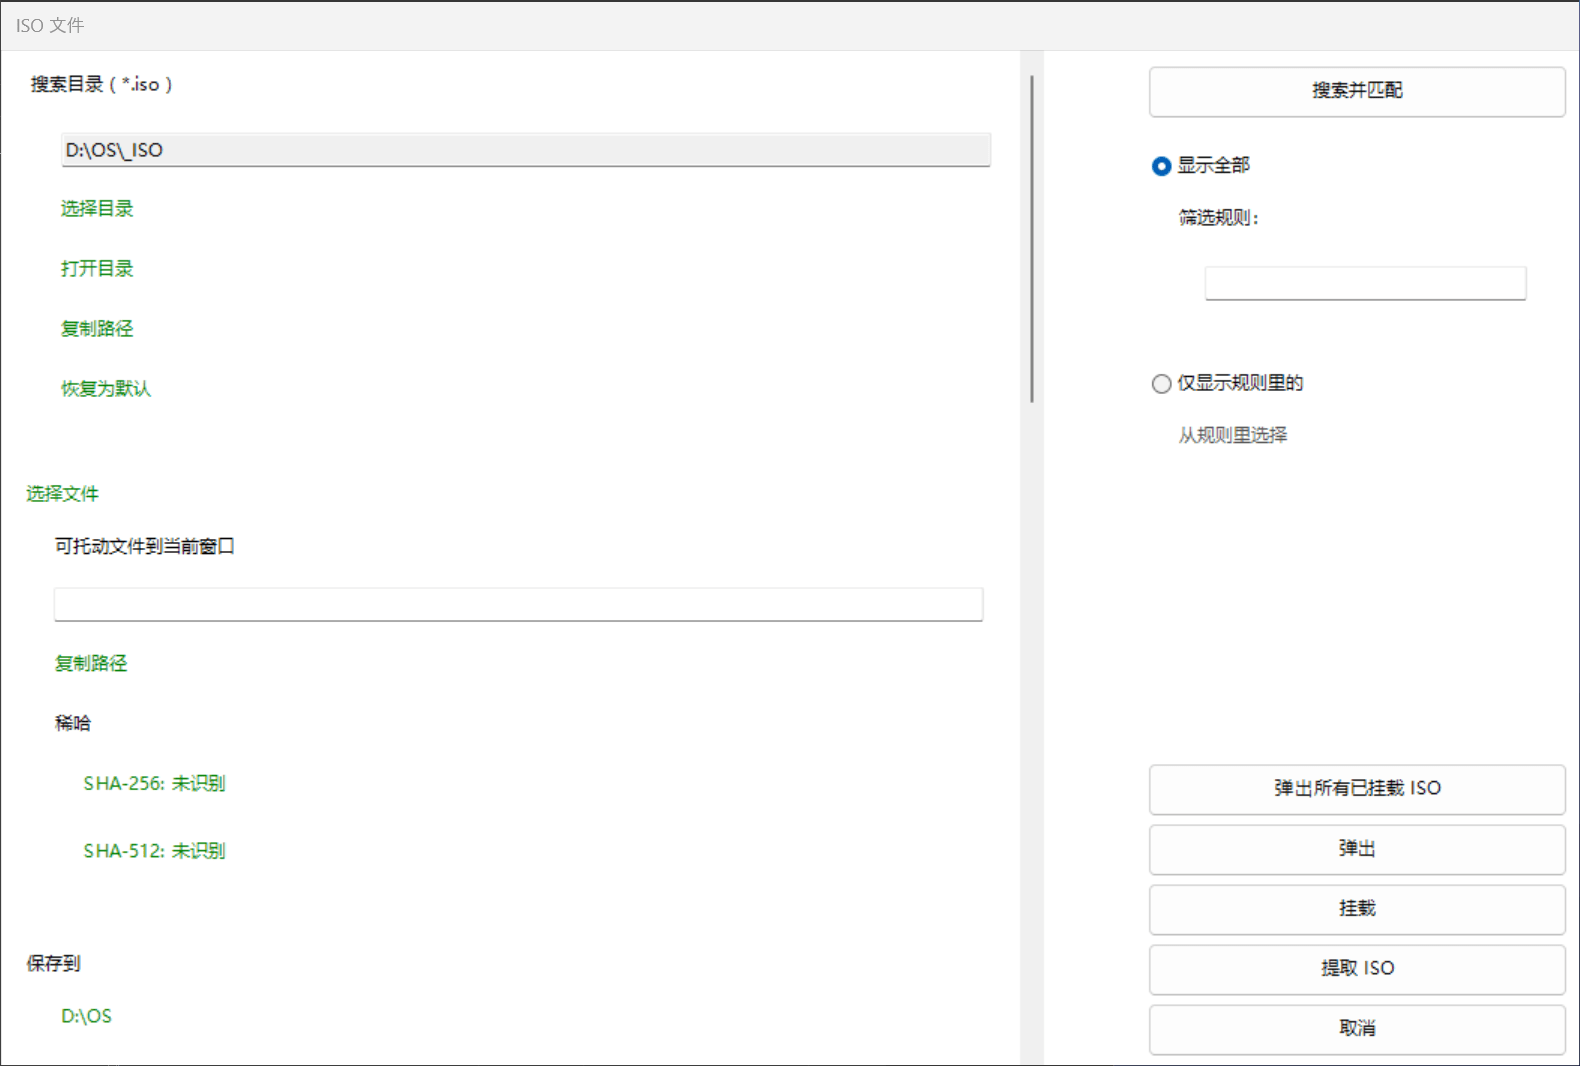 ISO 文件
搜索目录 ( *.iso )
D:\OS\_ISO
选择目录
打开目录
复制路径
恢复为默认
选择文件
可托动文件到当前窗口
复制路径
稀哈
SHA-256: 未识别
SHA-512: 未识别
保存到
D:\OS
搜索并匹配
显示全部
筛选规则:
仅显示规则里的
从规则里选择
弹出所有已挂载 ISO
弹出
挂载
提取 ISO
取消